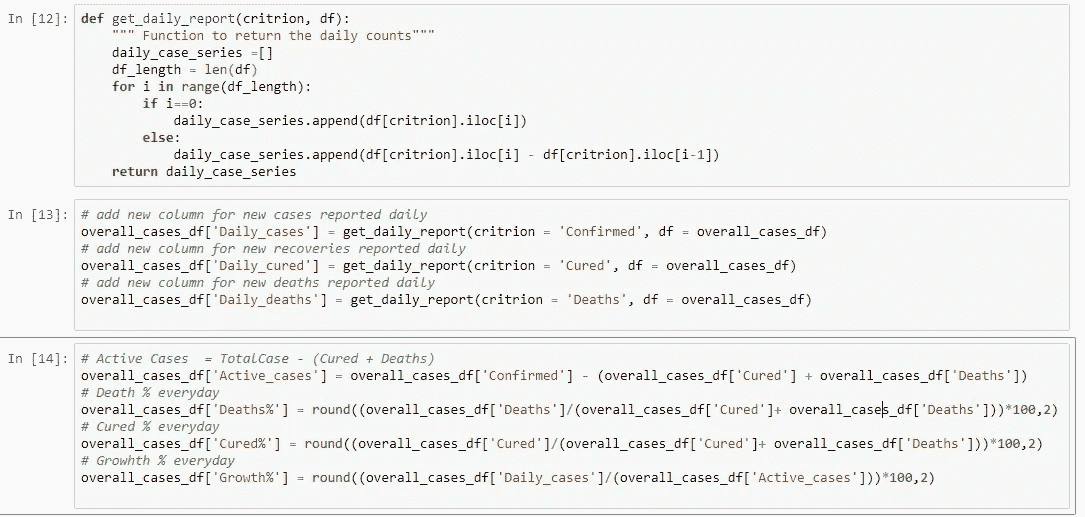 In [12]: def get_daily_report(critrion, df):
""" Function to return the daily counts"""
daily_case_series =[]
df_length = len(df)
for i in range(df_length):
if i==0:
daily_case_series.append(df[critrion].iloc[i])
else:
daily_case_series.append(df[critrion].iloc[i] - df[critrion].iloc[i-1])
return daily_case_series
In [13]: # add new column for new cases reported daily
overall_cases_df['Daily_cases'] = get_daily_report(critrion = 'Confirmed', df = overall_cases_df)
# add new column for new recoveries reported daily
overall_cases_df['Daily_cured'] = get_daily_report(critrion = 'Cured', df = overall_cases_df)
# add new column for new deaths reported daily
overall_cases_df['Daily_deaths'] = get_daily_report(critrion = 'Deaths', df = overall_cases_df)
In [14]: # Active Cases  = TotalCase - (Cured + Deaths)
overall_cases_df['Active_cases'] = overall_cases_df['Confirmed'] - (overall_cases_df['Cured'] + overall_cases_df['Deaths'])
# Death % everyday
overall_cases_df['Deaths%'] = round((overall_cases_df['Deaths']/(overall_cases_df['Cured']+ overall_cases_df['Deaths']))*100,2)
# Cured % everyday
overall_cases_df['Cured%'] = round((overall_cases_df['Cured']/(overall_cases_df['Cured']+ overall_cases_df['Deaths']))*100,2)
# Growhth % everyday
overall_cases_df['Growth%'] = round((overall_cases_df['Daily_cases']/(overall_cases_df['Active_cases']))*100,2)